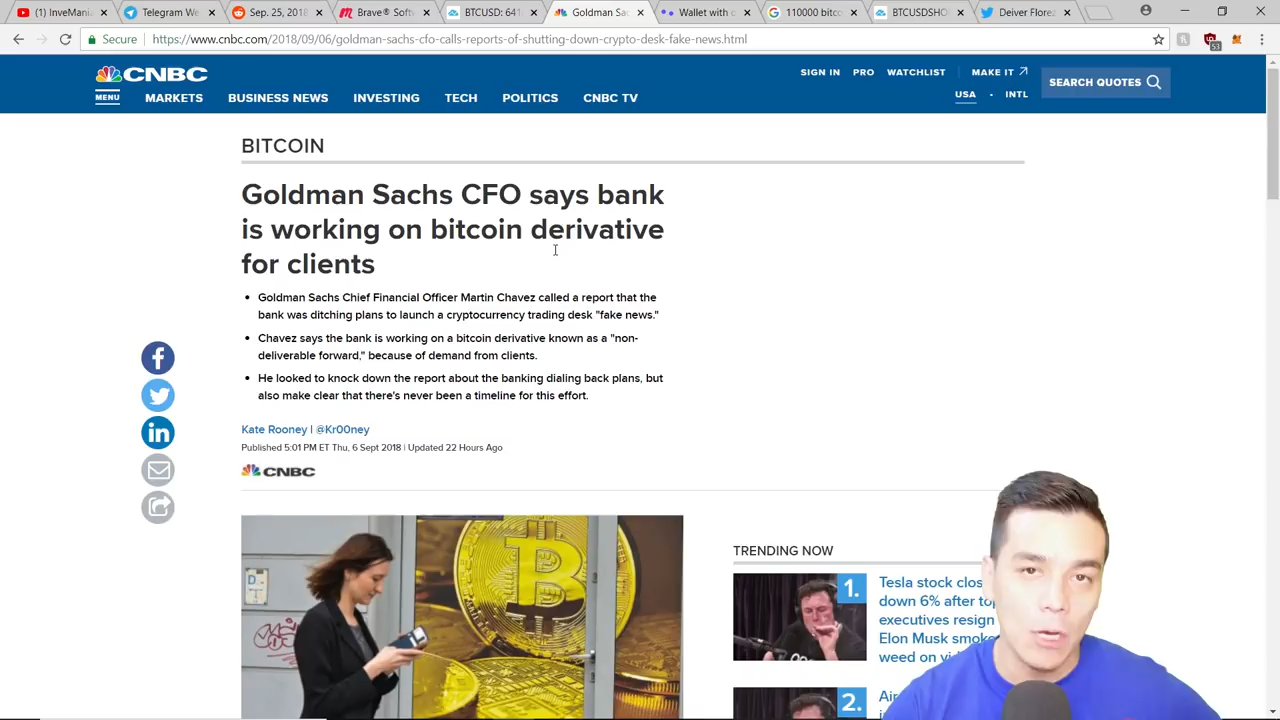 InveMania
Telegram We
Sep. 25, 2018
Brave® Softw
BTCUSD: 641
Goldman Sac
Wallet with o
110000 bitcoin
BTCUSDSHO
Deiver Florez
Secure
https://www.cnbc.com/2018/09/06/goldman-sachs-cfo-calls-reports-of-shutting-down-crypto-desk-fake-news.html
53
CNBC
SIGN IN PRO WATCHLIST MAKE IT
SEARCH QUOTES
USA - INTL
MENU MARKETS BUSINESS NEWS INVESTING TECH POLITICS CNBC TV
BITCOIN
Goldman Sachs CFO says bank
is working on bitcoin derivative
for clients
Goldman Sachs Chief Financial Officer Martin Chavez called a report that the
bank was ditching plans to launch a cryptocurrency trading desk "fake news."
Chavez says the bank is working on a bitcoin derivative known as a "non-
deliverable forward," because of demand from clients.
He looked to knock down the report about the banking dialing back plans, but
also make clear that there's never been a timeline for this effort.
Kate Rooney | @Kr00ney
Published 5:01 PM ET Thu, 6 Sept 2018 | Updated 22 Hours Ago
CNBC
TRENDING NOW
1.
Tesla stock clos
down 6% after to
executives resign
Elon Musk smok
weed on vi
2.
Air